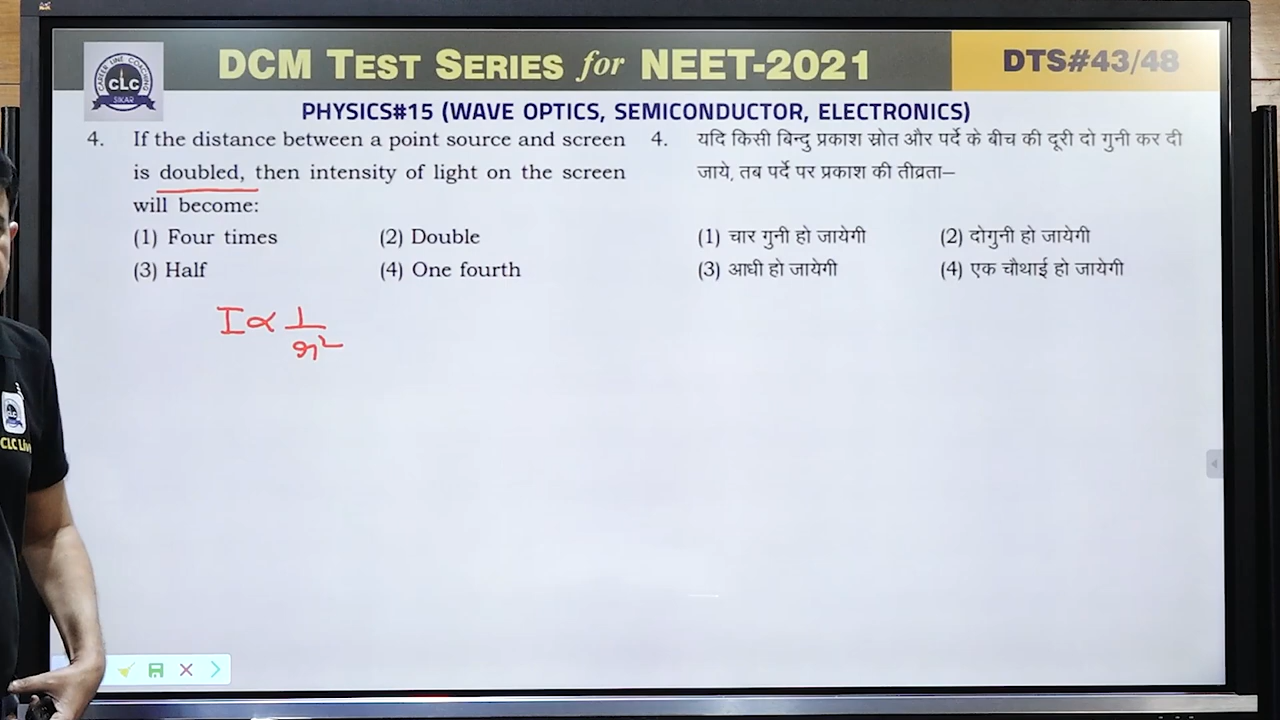 DCM TEST SERIES for NEET-2021
DTS#43/48
CAREER LINE COACHING
CLC
SIKAR
PHYSICS#15 (WAVE OPTICS, SEMICONDUCTOR, ELECTRONICS)
4. If the distance between a point source and screen
is doubled, then intensity of light on the screen
will become:
(1) Four times (2) Double
(3) Half (4) One fourth
4. यदि किसी बिन्दु प्रकाश स्रोत और पर्दे के बीच की दूरी दो गुनी कर दी
जाये, तब पर्दे पर प्रकाश की तीव्रता–
(1) चार गुनी हो जायेगी (2) दोगुनी हो जायेगी
(3) आधी हो जायेगी (4) एक चौथाई हो जायेगी
I ∝ 1/r²
CLC
CLC Liv